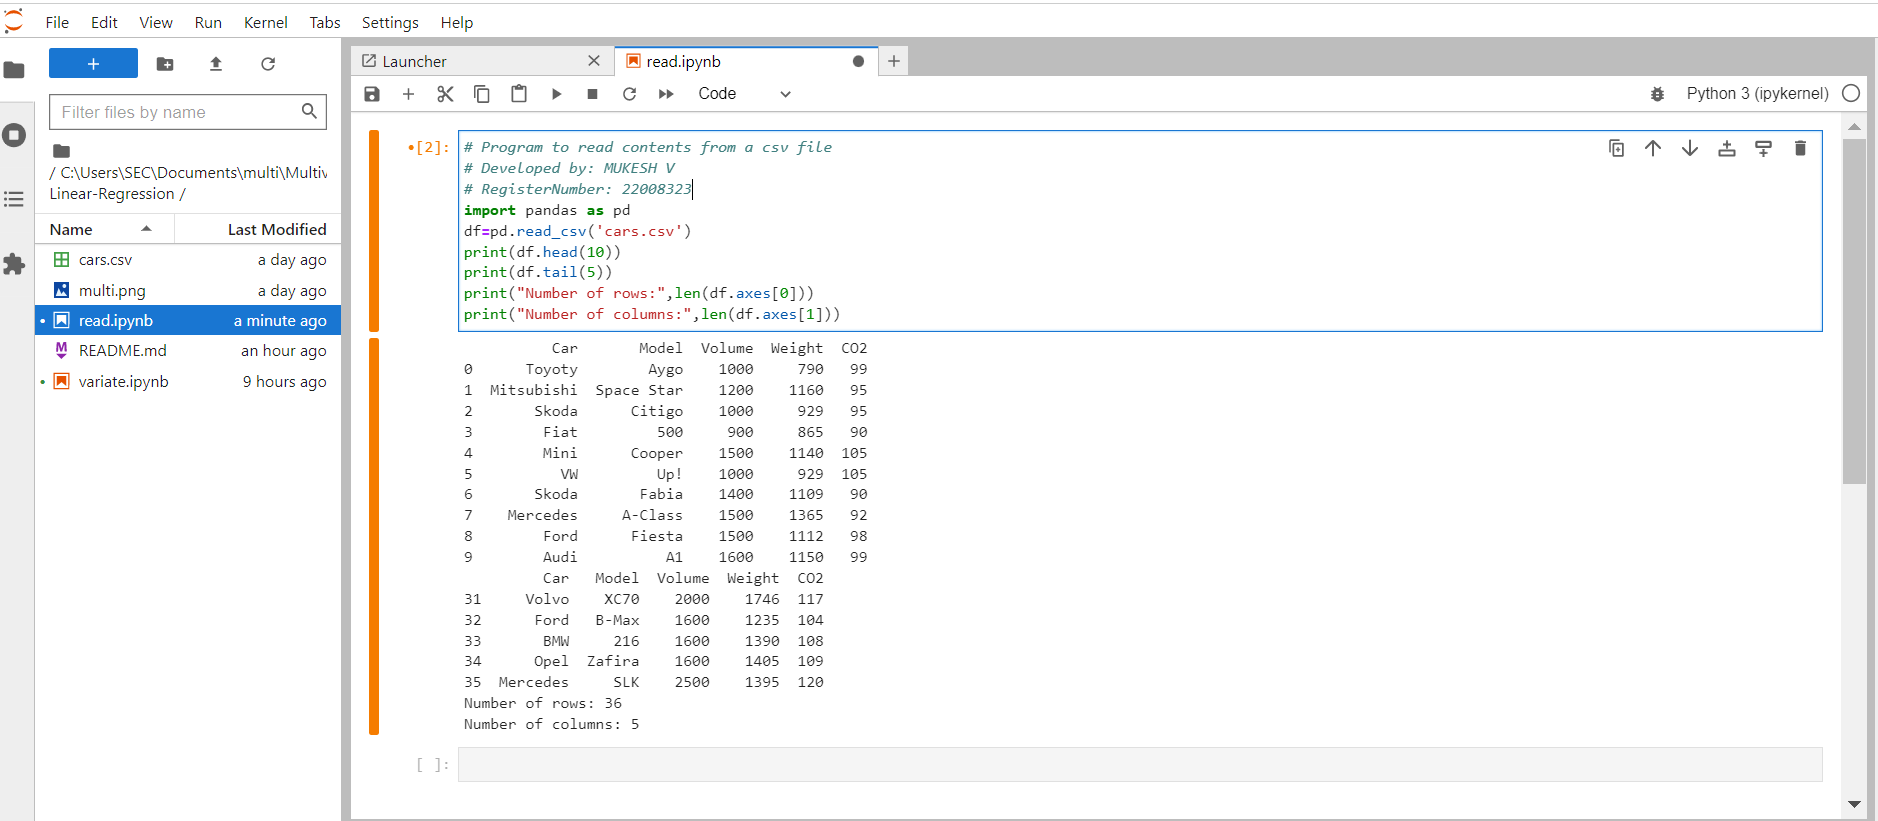 File Edit View Run Kernel Tabs Settings Help
Filter files by name
/ C:\Users\SEC\Documents\multi\Multiv
Linear-Regression /
Name Last Modified
cars.csv a day ago
multi.png a day ago
read.ipynb a minute ago
README.md an hour ago
variate.ipynb 9 hours ago
Launcher read.ipynb
Code Python 3 (ipykernel)
[2]: # Program to read contents from a csv file
# Developed by: MUKESH V
# RegisterNumber: 22008323
import pandas as pd
df=pd.read_csv('cars.csv')
print(df.head(10))
print(df.tail(5))
print("Number of rows:",len(df.axes[0]))
print("Number of columns:",len(df.axes[1]))
Car Model Volume Weight CO2
0 Toyoty Aygo 1000 790 99
1 Mitsubishi Space Star 1200 1160 95
2 Skoda Citigo 1000 929 95
3 Fiat 500 900 865 90
4 Mini Cooper 1500 1140 105
5 VW Up! 1000 929 105
6 Skoda Fabia 1400 1109 90
7 Mercedes A-Class 1500 1365 92
8 Ford Fiesta 1500 1112 98
9 Audi A1 1600 1150 99
Car Model Volume Weight CO2
31 Volvo XC70 2000 1746 117
32 Ford B-Max 1600 1235 104
33 BMW 216 1600 1390 108
34 Opel Zafira 1600 1405 109
35 Mercedes SLK 2500 1395 120
Number of rows: 36
Number of columns: 5
[ ]: